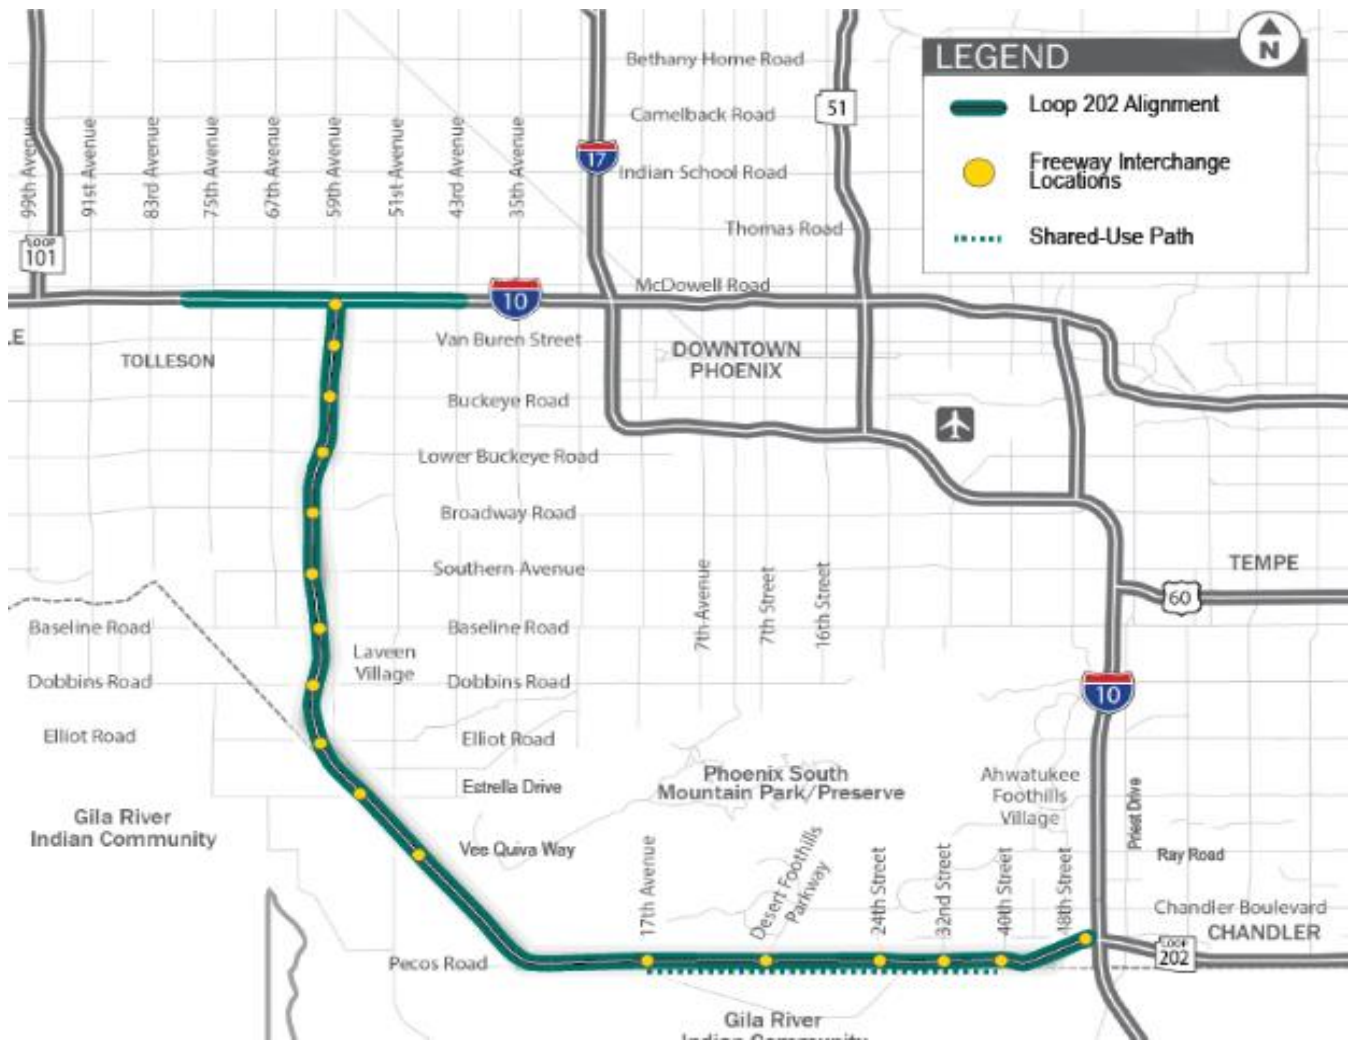 LEGEND
N
Loop 202 Alignment
Freeway Interchange
Locations
Shared-Use Path
Bethany Home Road
Camelback Road
51
17
Indian School Road
Thomas Road
McDowell Road
99th Avenue
91st Avenue
83rd Avenue
75th Avenue
67th Avenue
59th Avenue
51st Avenue
43rd Avenue
35th Avenue
LOOP
101
10
LE
TOLLESON
Van Buren Street
DOWNTOWN
PHOENIX
Buckeye Road
Lower Buckeye Road
Broadway Road
Southern Avenue
7th Avenue
7th Street
16th Street
TEMPE
60
Baseline Road
Baseline Road
Laveen
Village
Dobbins Road
Dobbins Road
10
Elliot Road
Elliot Road
Estrella Drive
Phoenix South
Mountain Park/Preserve
Ahwatukee
Foothills
Village
Priest Drive
Gila River
Indian Community
Vee Quiva Way
Ray Road
17th Avenue
Desert Foothills
Parkway
24th Street
32nd Street
40th Street
48th Street
Chandler Boulevard
CHANDLER
LOOP
202
Pecos Road
Gila River
Indian Community